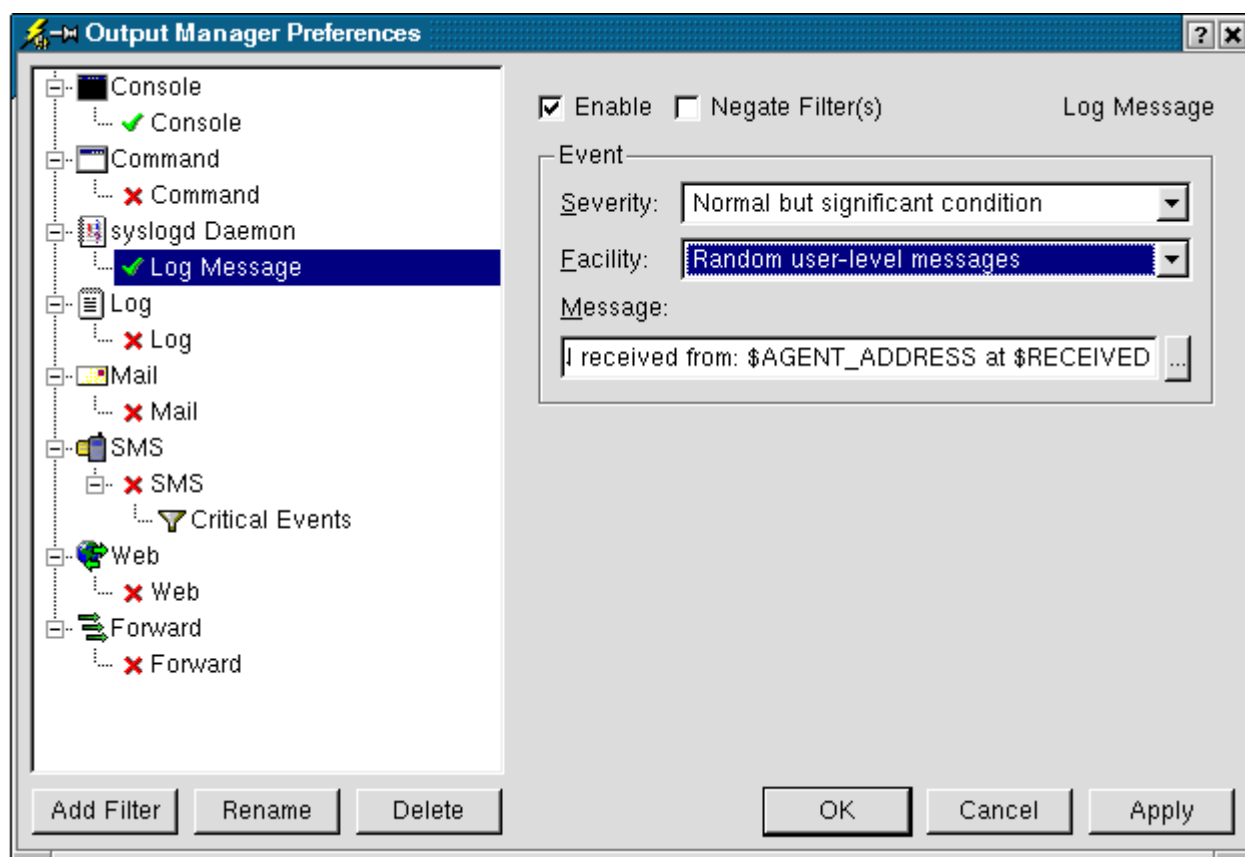 Output Manager Preferences
Console
Console
Command
Command
syslogd Daemon
Log Message
Log
Log
Mail
Mail
SMS
SMS
Critical Events
Web
Web
Forward
Forward
Add Filter Rename Delete
Enable Negate Filter(s) Log Message
Event
Severity: Normal but significant condition
Facility: Random user-level messages
Message:
received from: $AGENT_ADDRESS at $RECEIVED ...
OK Cancel Apply